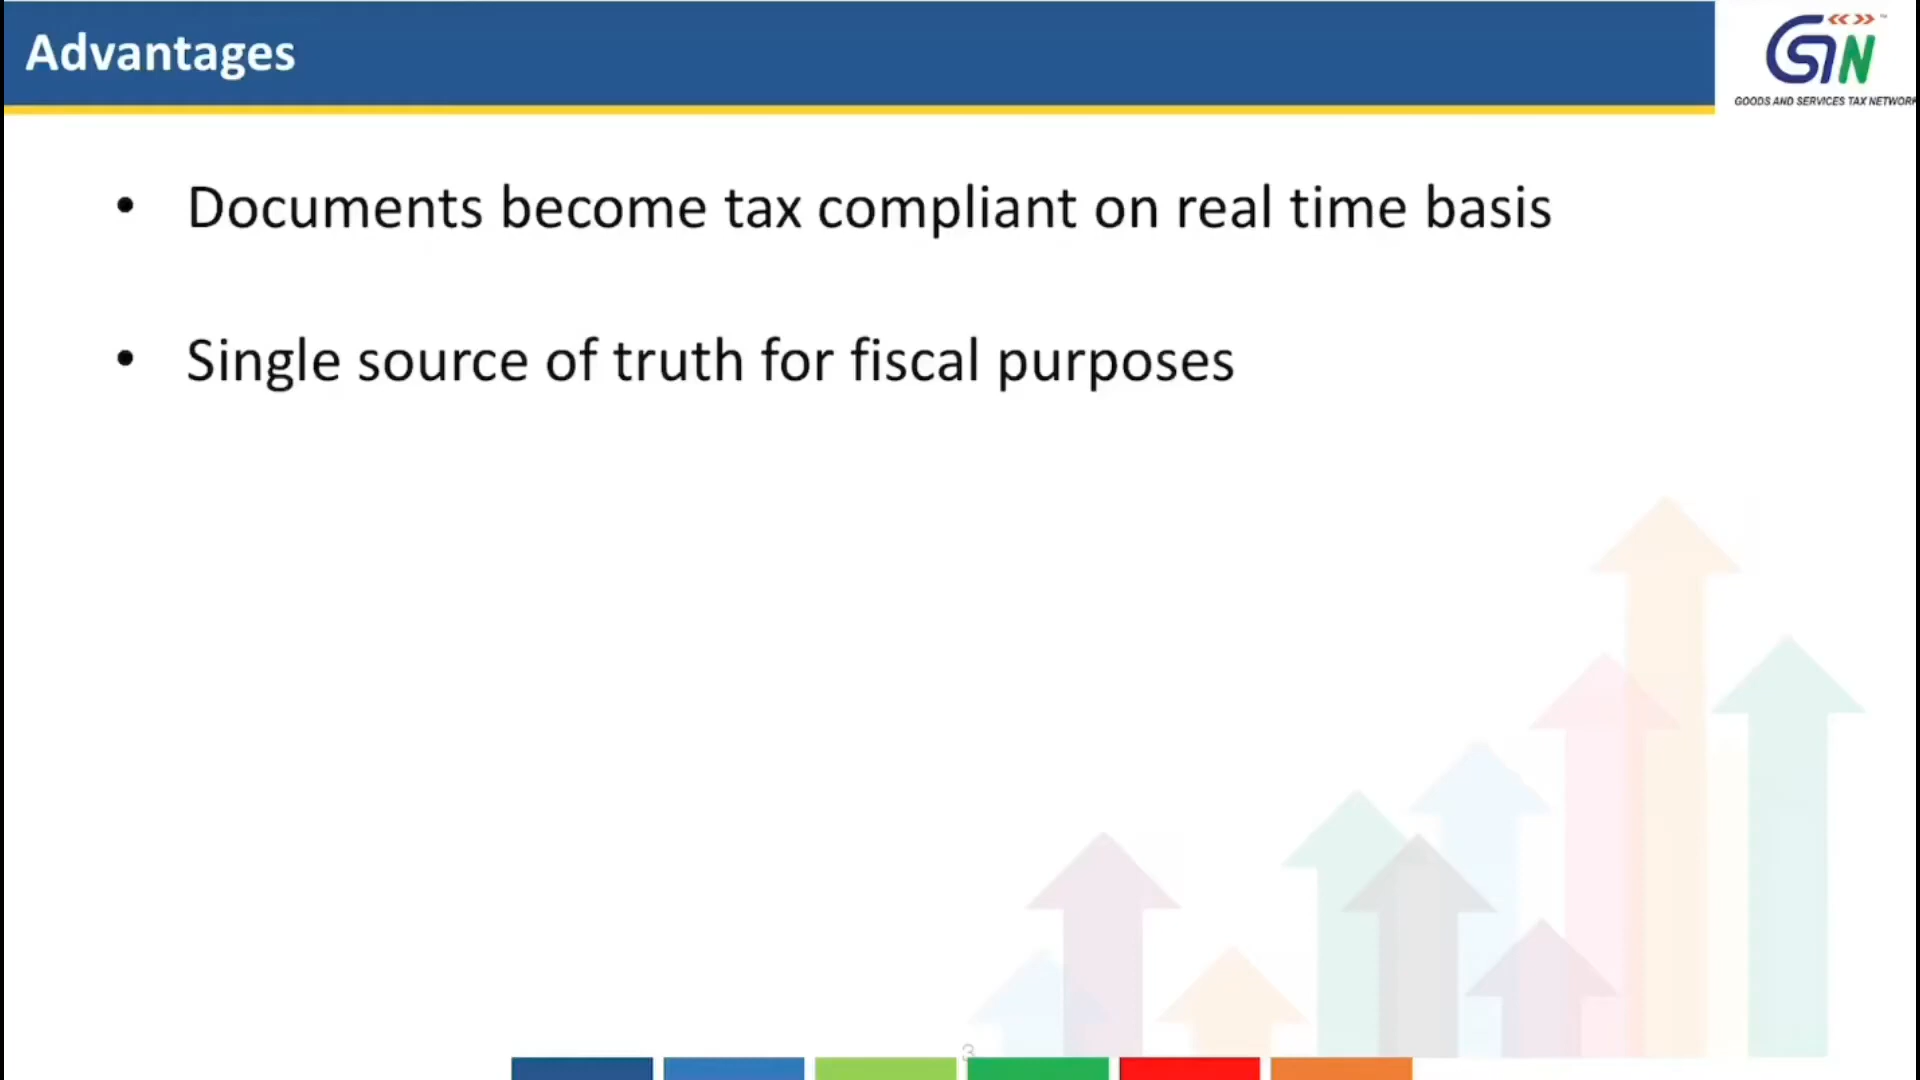 Advantages
GOODS AND SERVICES TAX NETWORK
• Documents become tax compliant on real time basis
• Single source of truth for fiscal purposes
3